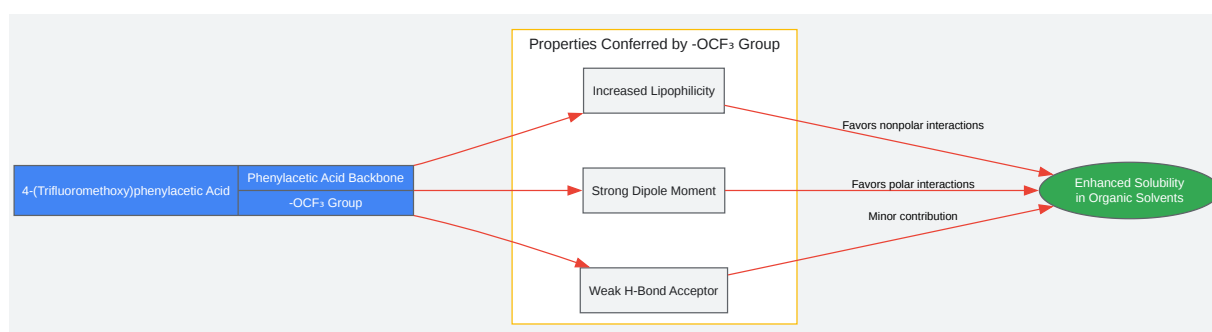 Properties Conferred by -OCF₃ Group
Increased Lipophilicity
Favors nonpolar interactions
4-(Trifluoromethoxy)phenylacetic Acid
Phenylacetic Acid Backbone
-OCF₃ Group
Strong Dipole Moment
Favors polar interactions
Enhanced Solubility
in Organic Solvents
Minor contribution
Weak H-Bond Acceptor